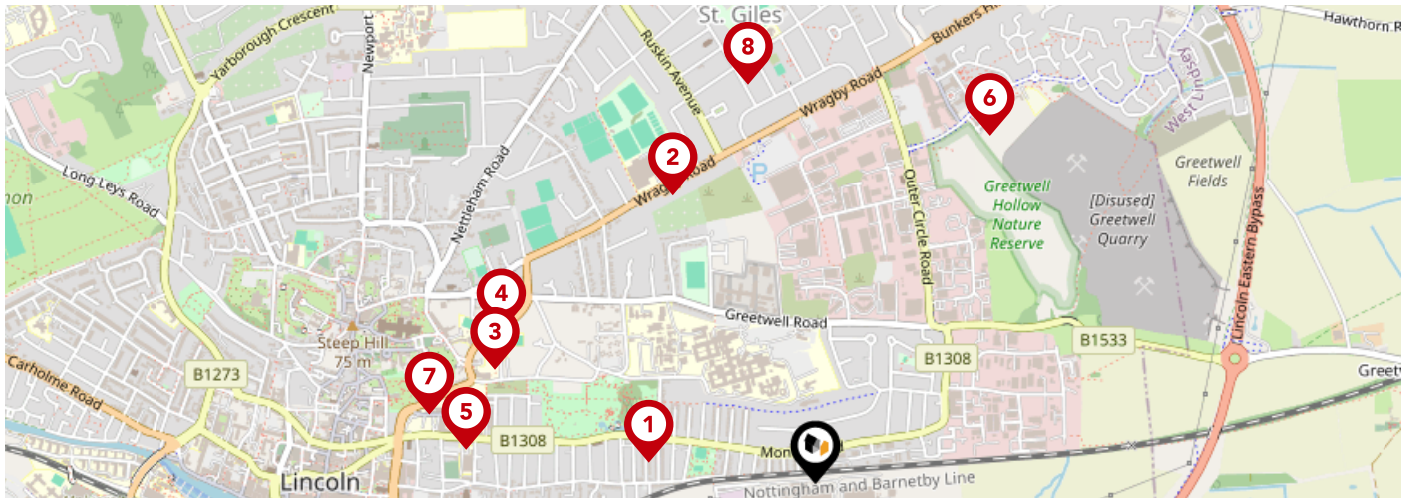 St. Giles
Hawthorn R
Yarborough Crescent
Newport
Ruskin Avenue
Bunkers H
8
Wragby Road
6
West Lindsey
2
Wragby Road
P
Long Leys Road
Nettleham Road
Outer Circle Road
Greetwell
Fields
Greetwell
Hollow
Nature
Reserve
[Disused]
Greetwell
Quarry
Lincoln Eastern Bypass
mon
4
3
Greetwell Road
Steep Hill
75 m
B1308
B1533
B1273
7
Greetw
Carholme Road
5
1
B1308
Mon
Lincoln
Nottingham and Barnetby Line